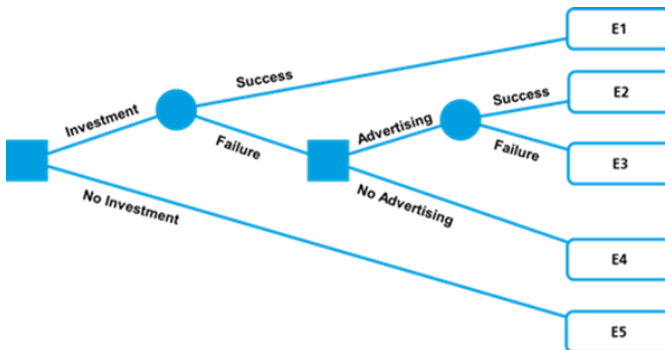 E1
Success
E2
Success
Investment
Advertising
Failure
Failure
E3
No Advertising
No Investment
E4
E5